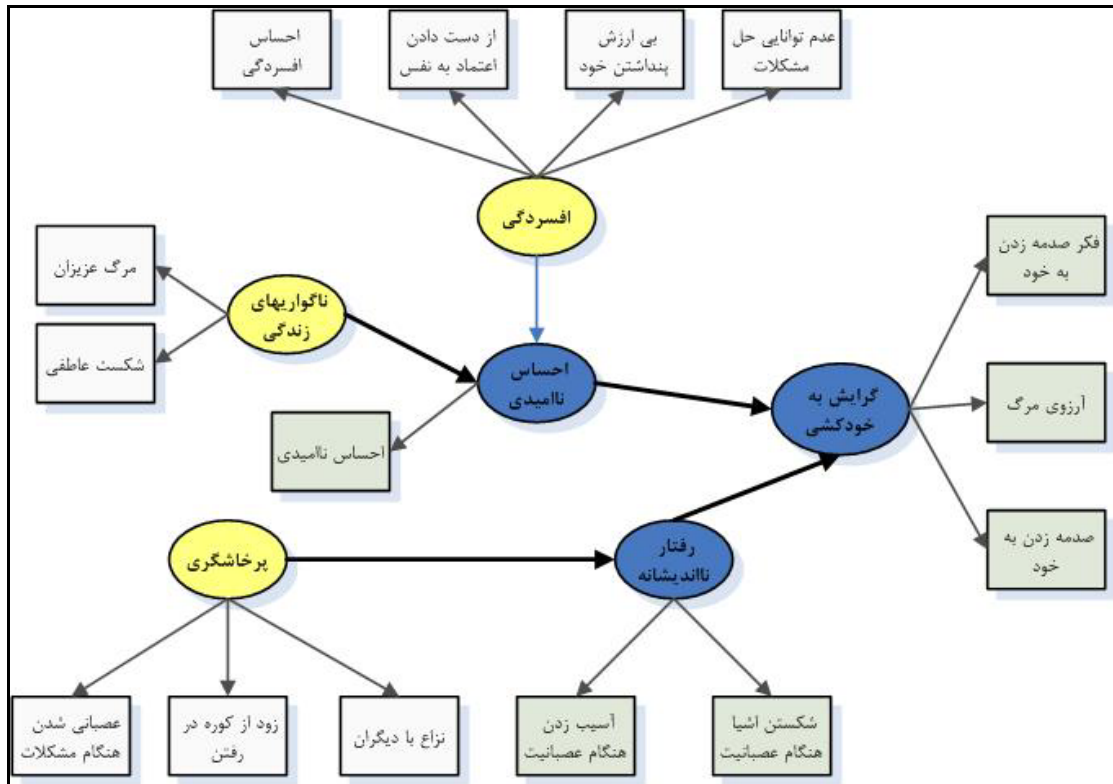 عدم توانایی حل
مشکلات
بی ارزش
پنداشتن خود
از دست دادن
اعتماد به نفس
احساس
افسردگی
افسردگی
فکر صدمه زدن
به خود
ناگواریهای
زندگی
مرگ عزیزان
شکست عاطفی
احساس
ناامیدی
گرایش به
خودکشی
آرزوی مرگ
احساس ناامیدی
صدمه زدن به
خود
رفتار
نااندیشانه
پرخاشگری
شکستن اشیا
هنگام عصبانیت
آسیب زدن
هنگام عصبانیت
نزاع با دیگران
زود از کوره در
رفتن
عصبانی شدن
هنگام مشکلات